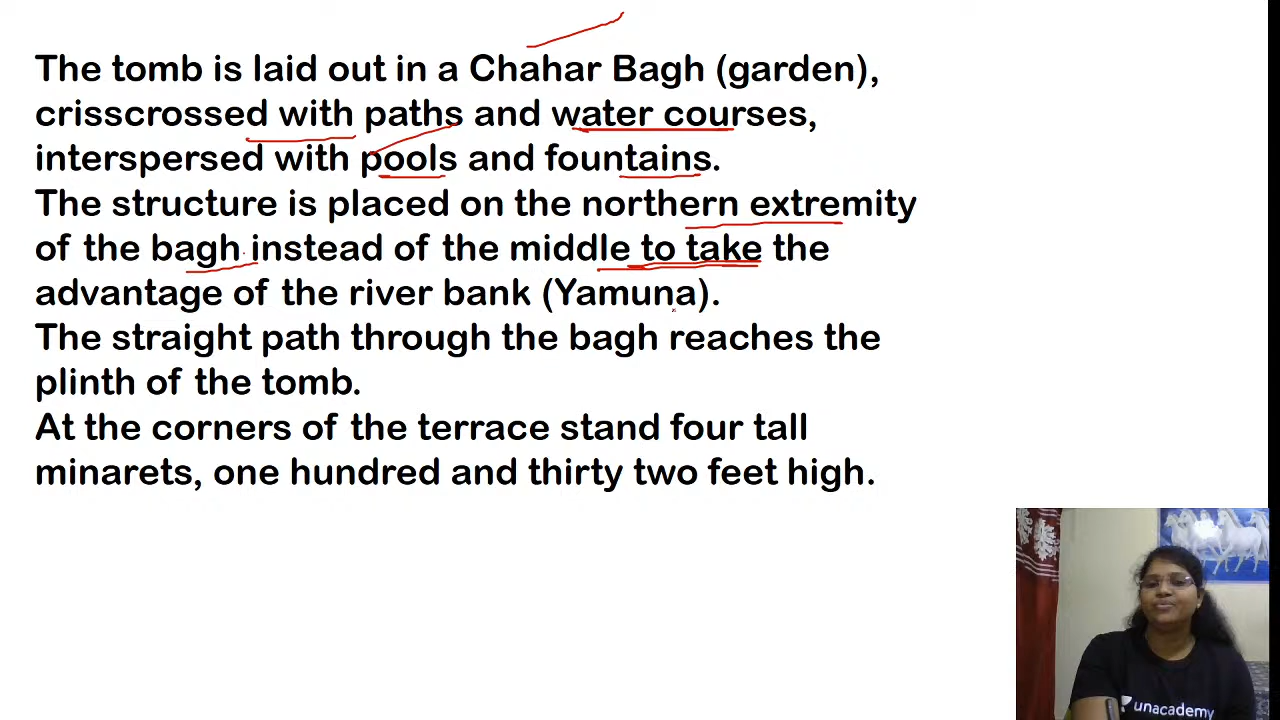 The tomb is laid out in a Chahar Bagh (garden),
crisscrossed with paths and water courses,
interspersed with pools and fountains.
The structure is placed on the northern extremity
of the bagh instead of the middle to take the
advantage of the river bank (Yamuna).
The straight path through the bagh reaches the
plinth of the tomb.
At the corners of the terrace stand four tall
minarets, one hundred and thirty two feet high.
unacademy